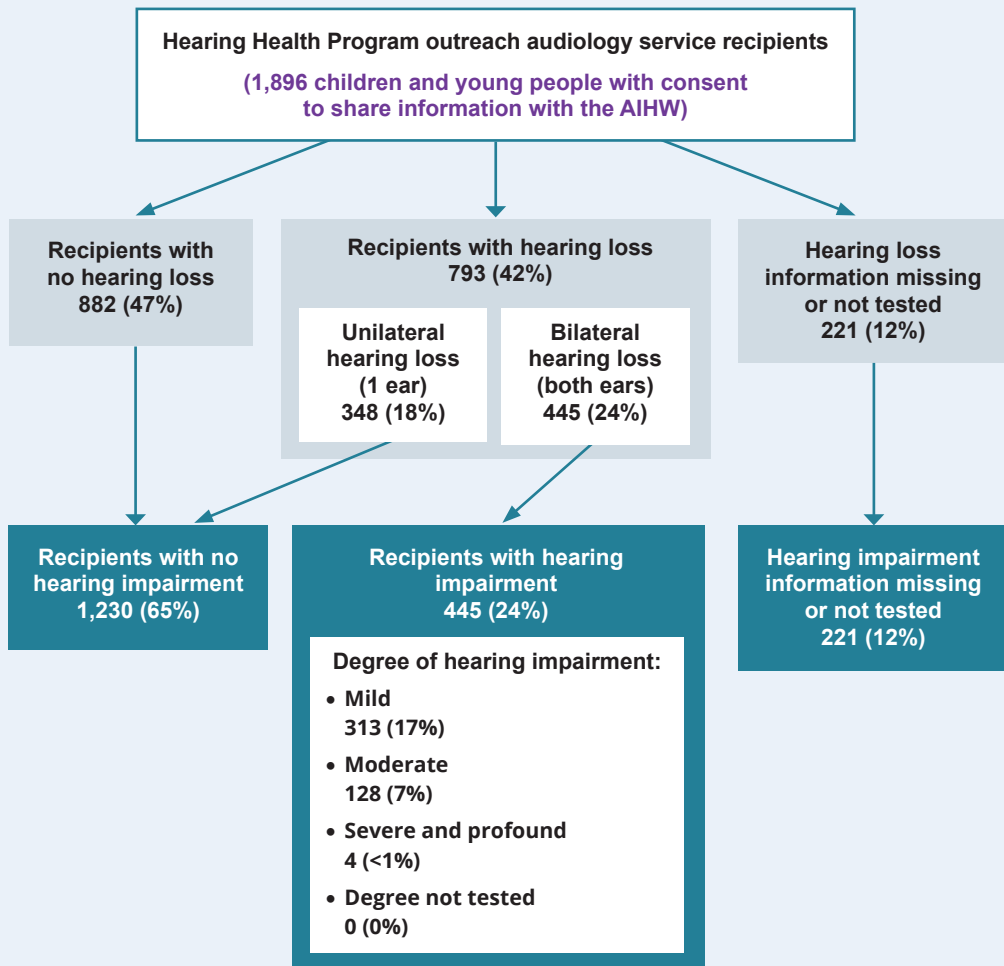 Hearing Health Program outreach audiology service recipients
(1,896 children and young people with consent
to share information with the AIHW)
Recipients with
no hearing loss
882 (47%)
Recipients with hearing loss
793 (42%)
Unilateral
hearing loss
(1 ear)
348 (18%)
Bilateral
hearing loss
(both ears)
445 (24%)
Hearing loss
information missing
or not tested
221 (12%)
Recipients with no
hearing impairment
1,230 (65%)
Recipients with hearing
impairment
445 (24%)
Degree of hearing impairment:
• Mild
313 (17%)
• Moderate
128 (7%)
• Severe and profound
4 (<1%)
• Degree not tested
0 (0%)
Hearing impairment
information missing
or not tested
221 (12%)